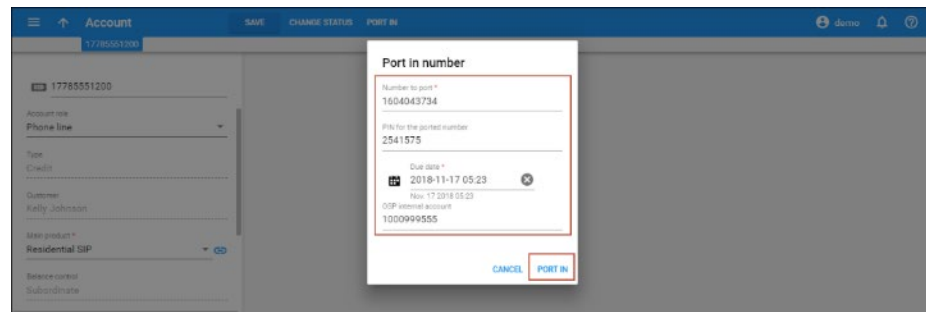 Account
SAVE
CHANGE STATUS
PORT IN
demo
17785551200
17785551200
Account role
Phone line
Type
Credit
Customer
Kelly Johnson
Main product *
Residential SIP
Balance control
Subordinate
Port in number
Number to port *
1604043734
PIN for the ported number
2541575
Due date *
2018-11-17 05:23
Nov. 17 2018 05:23
OSP internal account
1000999555
CANCEL
PORT IN